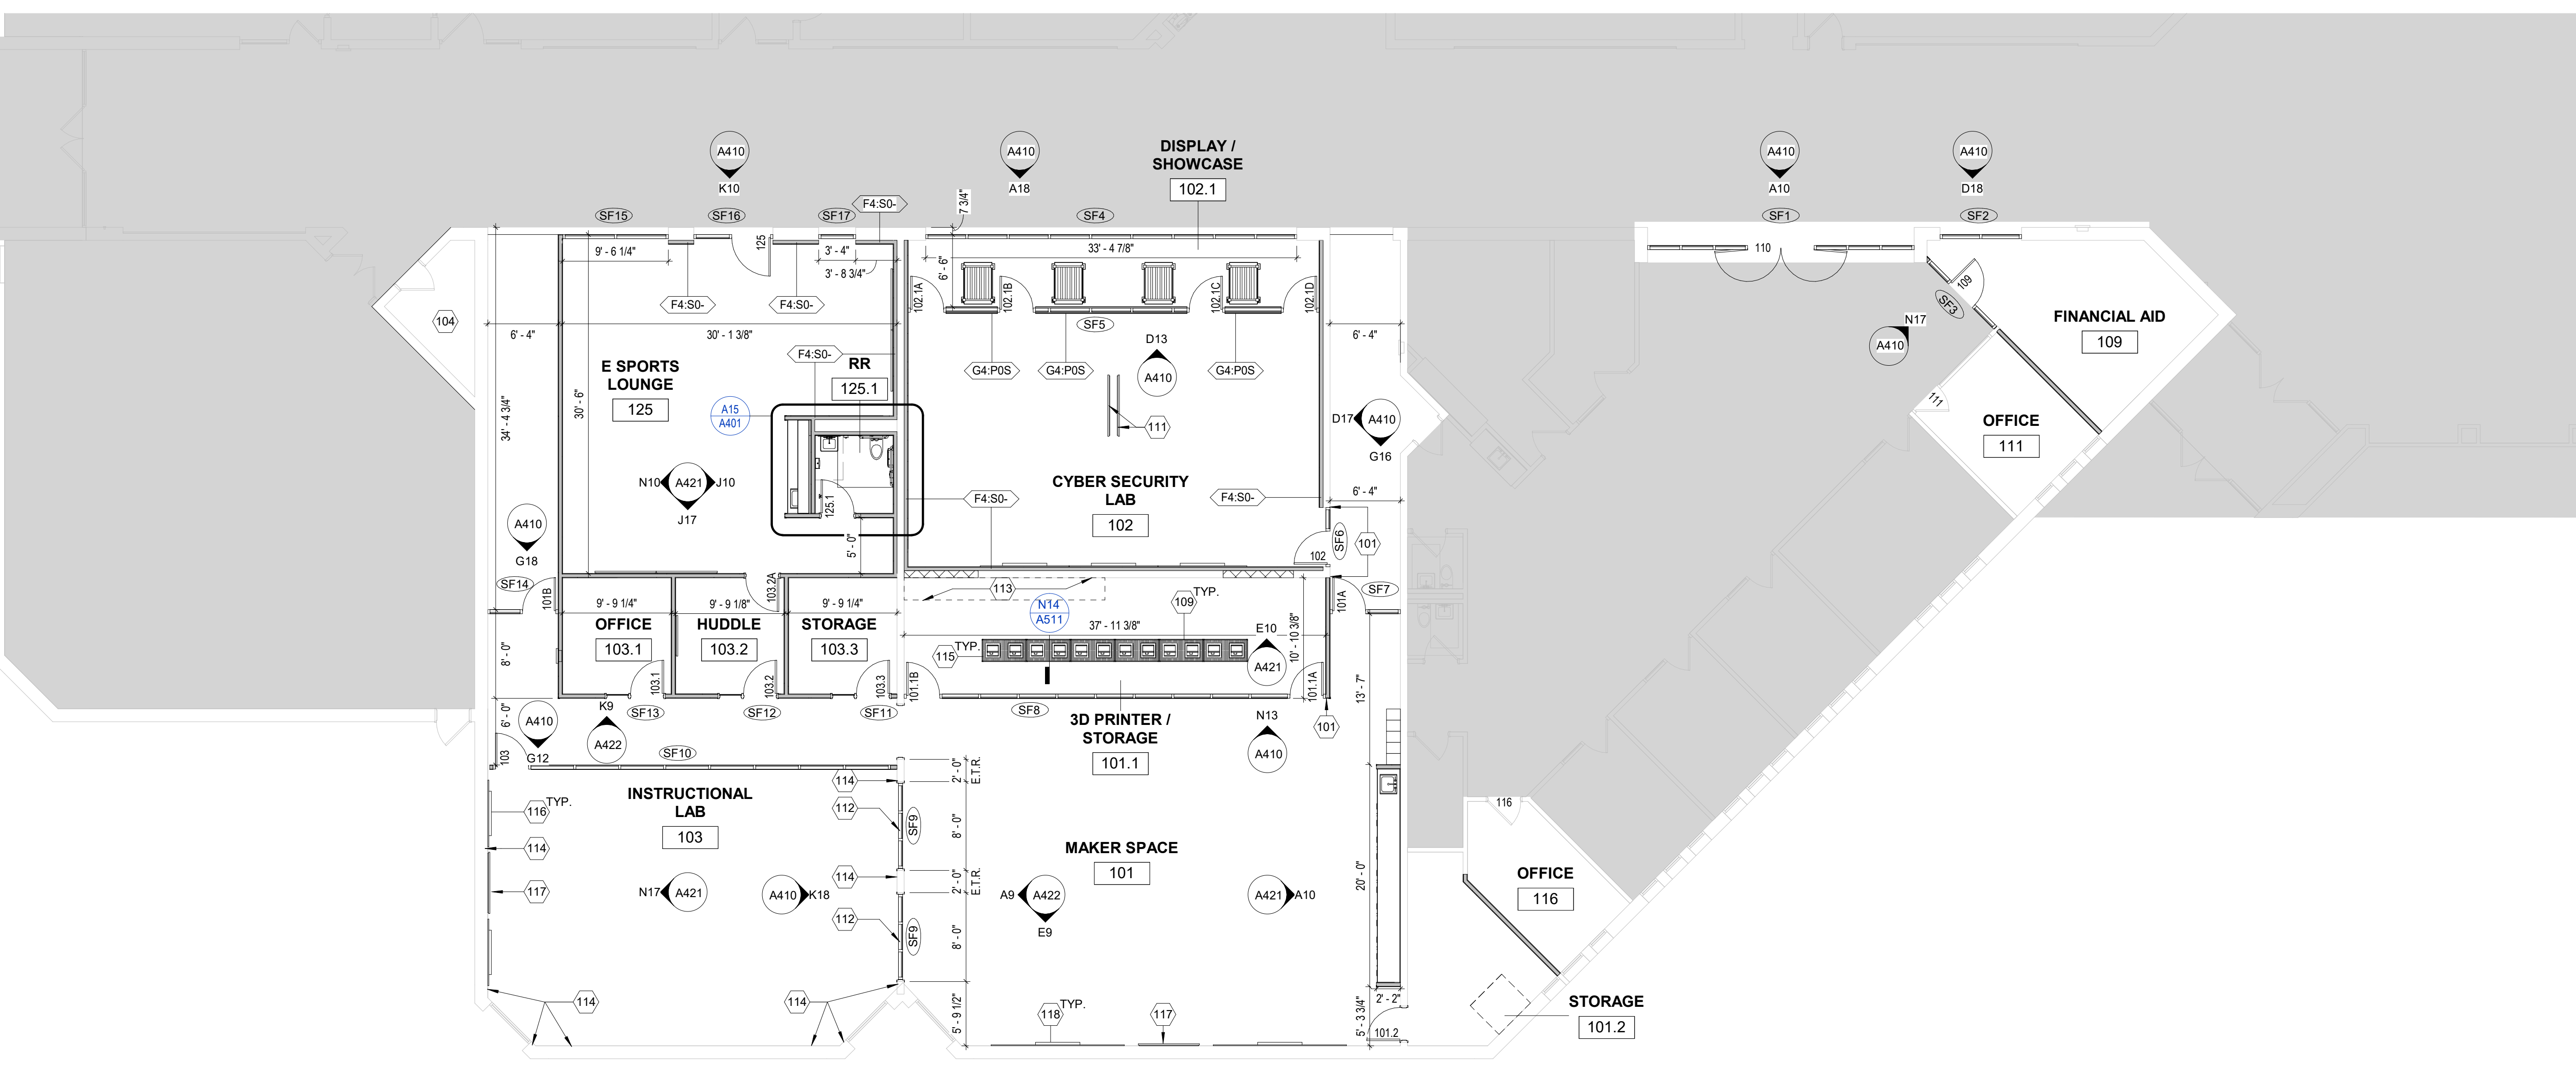 A410
K10
A410
A18
DISPLAY /
SHOWCASE
102.1
A410
A10
A410
D18
SF15
SF16
SF17
F4:S0-
7 3/4"
SF4
SF1
SF2
125
9' - 6 1/4"
3' - 4"
3' - 8 3/4"
33' - 4 7/8"
6' - 6"
110
109
SF3
102.1A
102.1B
102.1C
102.1D
F4:S0-
F4:S0-
SF5
104
6' - 4"
30' - 1 3/8"
6' - 4"
N17
A410
FINANCIAL AID
109
F4:S0-
D13
A410
G4:P0S
G4:P0S
G4:P0S
E SPORTS
LOUNGE
125
RR
125.1
30' - 6"
34' - 4 3/4"
A15
A401
111
D17
A410
G16
111
OFFICE
111
N10
A421
J10
J17
125.1
CYBER SECURITY
LAB
102
F4:S0-
F4:S0-
6' - 4"
A410
G18
5' - 0"
102
SF6
101
SF14
101B
103.2A
113
109
TYP.
101A
SF7
9' - 9 1/4"
9' - 9 1/8"
9' - 9 1/4"
N14
A511
37' - 11 3/8"
E10
A421
10' - 10 3/8"
OFFICE
103.1
HUDDLE
103.2
STORAGE
103.3
8' - 0"
TYP.
115
103.1
103.2
103.3
101.1B
101.1A
13' - 7"
6' - 0"
A410
G12
K9
A422
SF13
SF12
SF11
SF8
3D PRINTER /
STORAGE
101.1
N13
A410
101
103
SF10
2' - 0"
E.T.R.
114
INSTRUCTIONAL
LAB
103
116
TYP.
112
SF9
8' - 0"
116
114
MAKER SPACE
101
114
2' - 0"
E.T.R.
20' - 0"
OFFICE
116
117
N17
A421
A410
K18
A9
A422
E9
A421
A10
112
SF9
8' - 0"
114
114
5' - 9 1/2"
118
TYP.
117
2' - 2"
5' - 3 3/4"
101.2
STORAGE
101.2